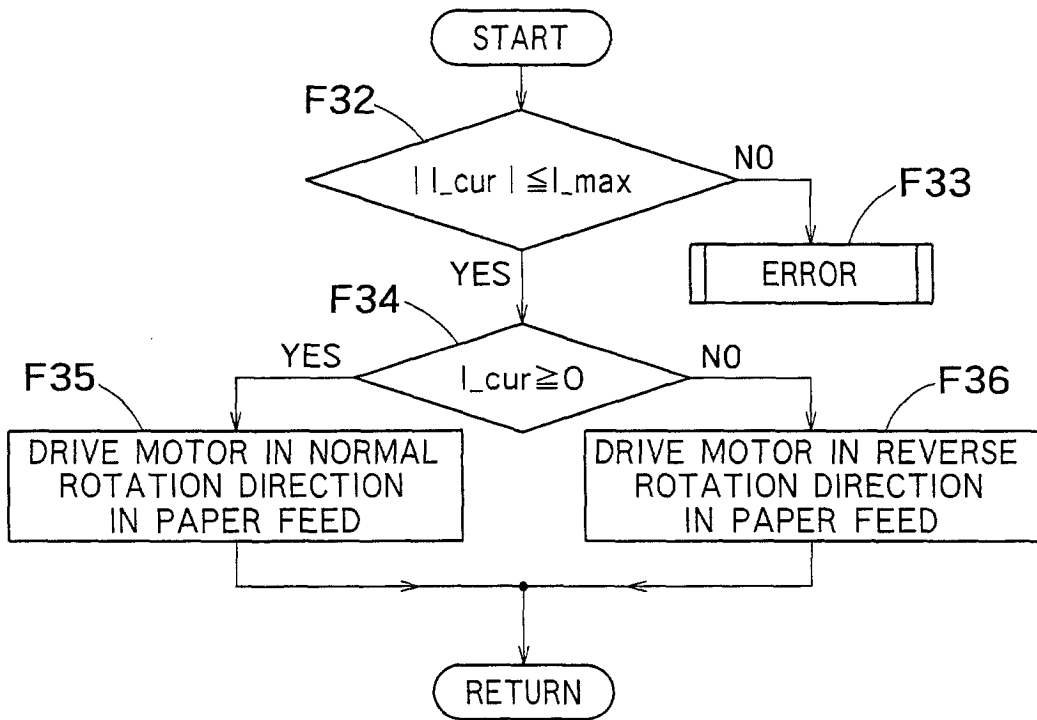 START
F32
| I_cur | ≦ I_max
NO
F33
ERROR
YES
F34
I_cur ≧ 0
YES
NO
F35
F36
DRIVE MOTOR IN NORMAL
ROTATION DIRECTION
IN PAPER FEED
DRIVE MOTOR IN REVERSE
ROTATION DIRECTION
IN PAPER FEED
RETURN